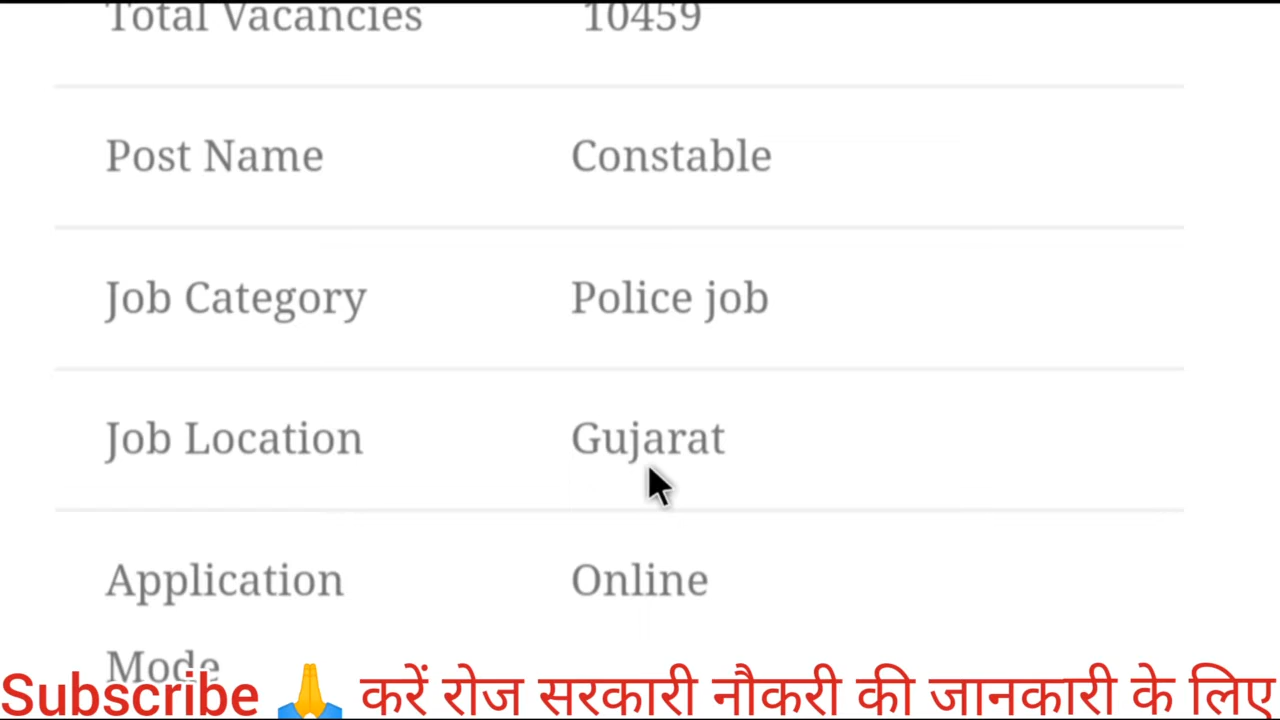 Total Vacancies 10459
Post Name Constable
Job Category Police job
Job Location Gujarat
Application Online
Mode
Subscribe 🙏 करें रोज सरकारी नौकरी की जानकारी के लिए